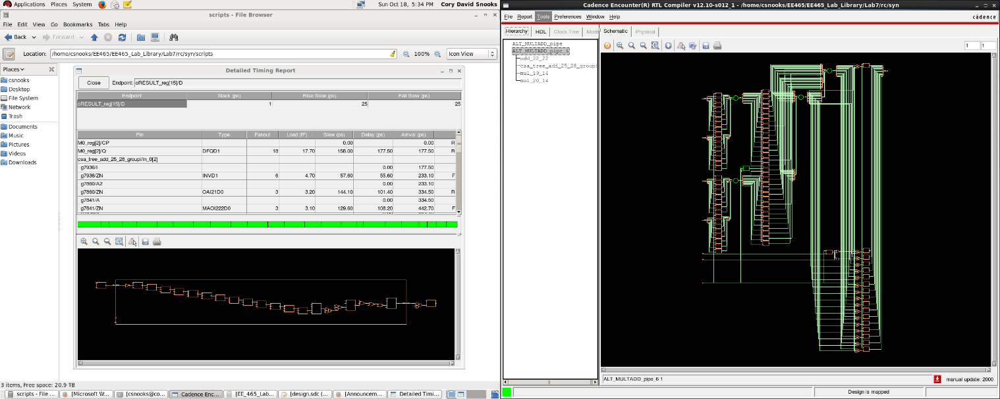 Applications Places System
Sun Oct 18, 5:34 PM Cory David Snooks
scripts - File Browser
File Edit View Go Bookmarks Tabs Help
Back Forward
Location: /home/csnooks/EE465/EE465_Lab_Library/Lab7/rc/syn/scripts 100% Icon View
Places
csnooks
Desktop
File System
Network
Trash
Documents
Music
Pictures
Videos
Downloads
Detailed Timing Report
Close Endpoint: oRESULT_reg[15]/D
Endpoint Slack (ps) Rise Slew (ps) Fall Slew (ps)
oRESULT_reg[15]/D 1 25 25
Pin Type Fanout Load (fF) Slew (ps) Delay (ps) Arrival (ps)
M0_reg[2]/CP 0.00 0.00 R
M0_reg[2]/Q DFQD1 18 17.70 158.00 177.50 177.50 R
csa_tree_add_25_28_groupi/in_0[2]
g7936/I 0.00 177.50
g7936/ZN INVD1 6 4.70 57.60 55.60 233.10 F
g7860/A2 0.00 233.10
g7860/ZN OAI21D0 3 3.20 144.10 101.40 334.50 R
g7841/A 0.00 334.50
g7841/ZN MAOI222D0 3 3.10 129.60 108.20 442.70 F
3 items, Free space: 20.9 TB
scripts - File ... [Microsoft W... [csnooks@co... Cadence Enc... [EE_465_Lab... [design.sdc (... [Announcem... Detailed Timi...
Cadence Encounter(R) RTL Compiler v12.10-s012_1 - /home/csnooks/EE465/EE465_Lab_Library/Lab7/rc/syn
File Report Tools Preferences Window Help
cādence
Hierarchy HDL Clock Tree Mode Schematic Physical
1 1
ALT_MULTADD_pipe
ALT_MULTADD_pipe_6
add_22_22
csa_tree_add_25_28_groupi
mul_19_14
mul_20_14
ALT_MULTADD_pipe_6 1
manual update: 2000
Design is mapped